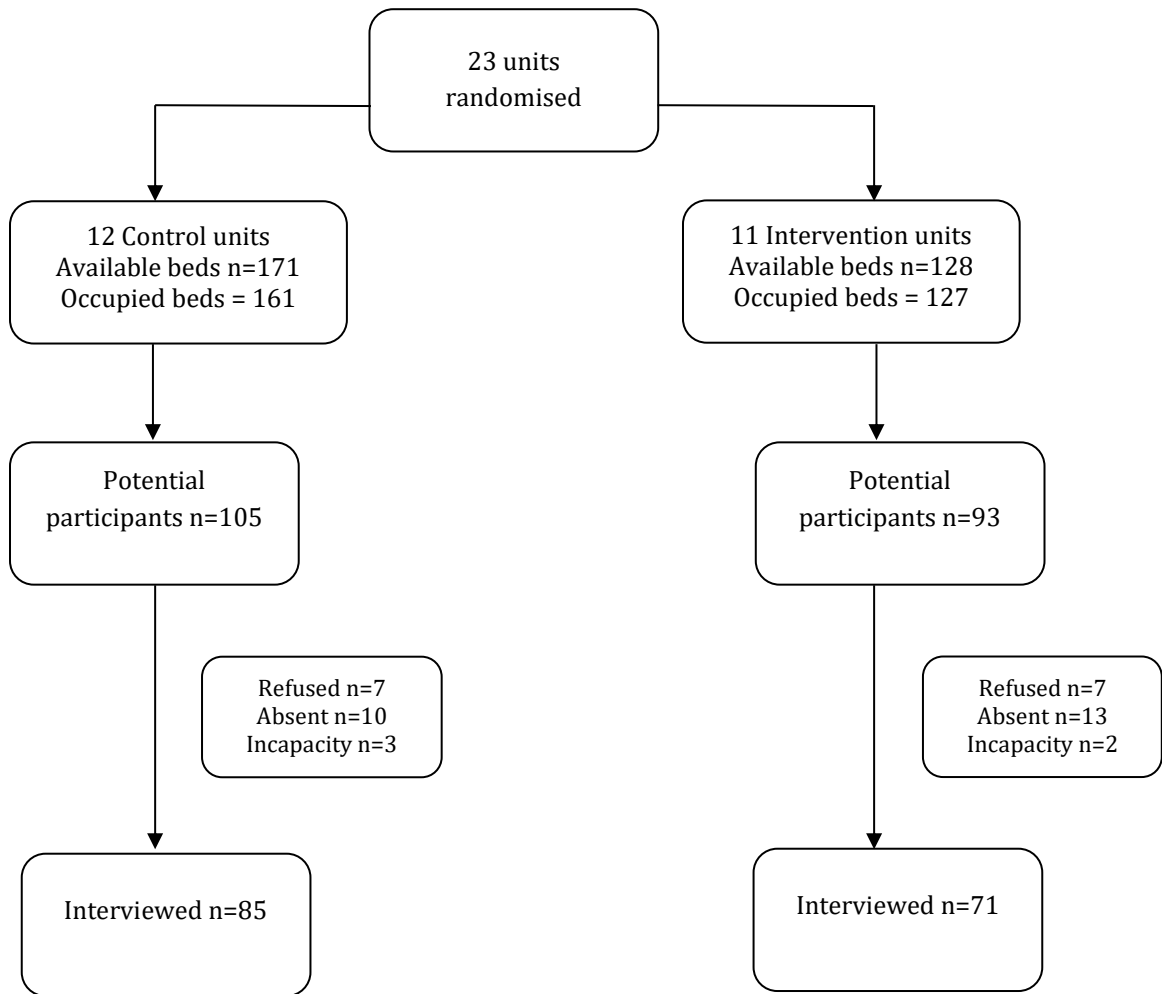 23 units
randomised
12 Control units
Available beds n=171
Occupied beds = 161
11 Intervention units
Available beds n=128
Occupied beds = 127
Potential
participants n=105
Potential
participants n=93
Refused n=7
Absent n=10
Incapacity n=3
Refused n=7
Absent n=13
Incapacity n=2
Interviewed n=85
Interviewed n=71